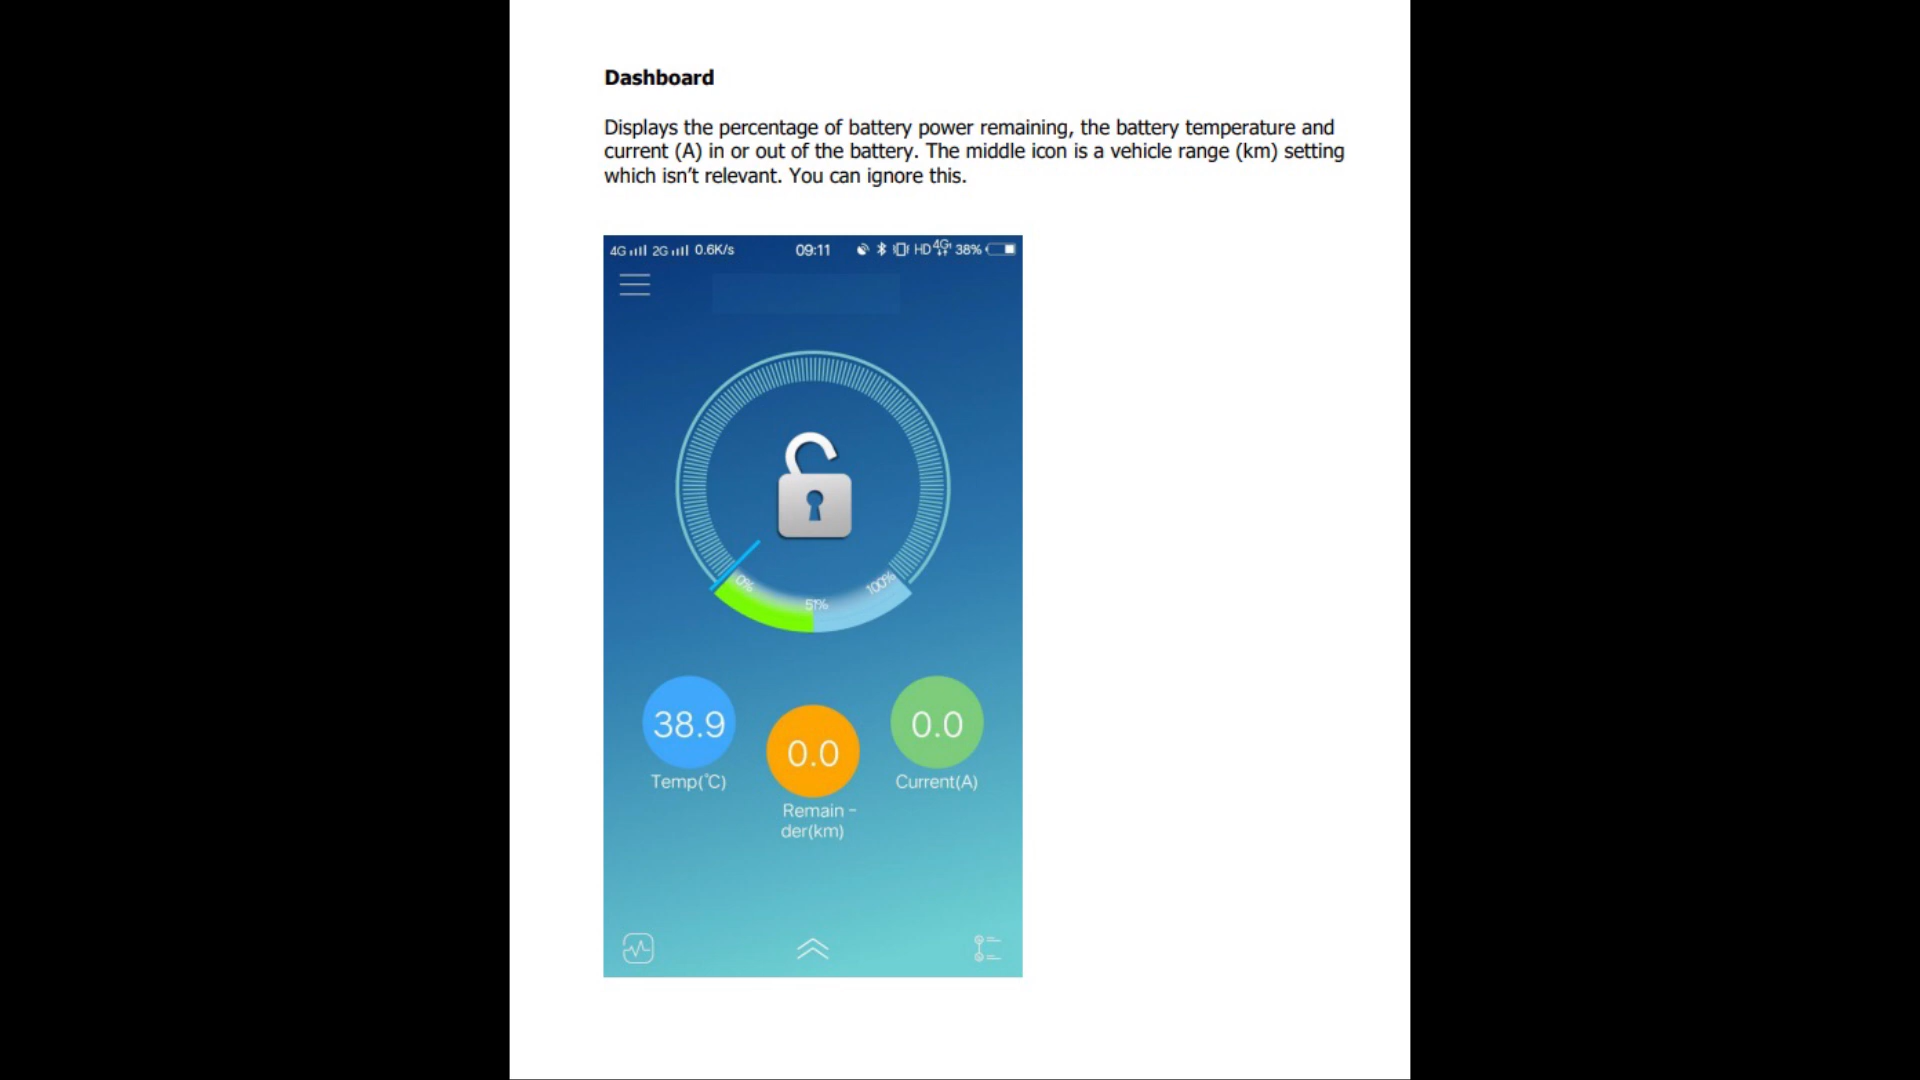 Dashboard
Displays the percentage of battery power remaining, the battery temperature and
current (A) in or out of the battery. The middle icon is a vehicle range (km) setting
which isn’t relevant. You can ignore this.
4G 2G 0.6K/s 09:11 HD 4G 38%
0% 51% 100%
38.9 0.0 0.0
Temp(°C) Current(A)
Remain -
der(km)